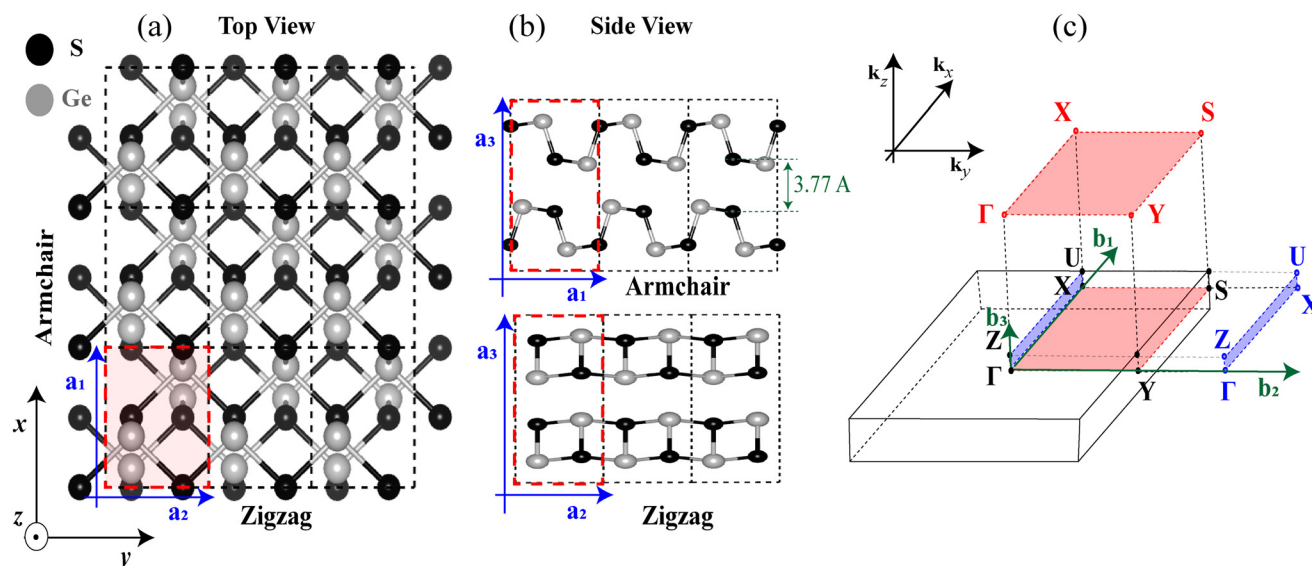 (a)
Top View
S
Ge
Armchair
a1
a2
x
z
y
Zigzag
(b)
Side View
a3
3.77 A
a1
Armchair
a3
a2
Zigzag
(c)
kz
kx
ky
X
S
Γ
Y
b1
U
X
S
b3
Z
Γ
Y
b2
U
X
Z
Γ